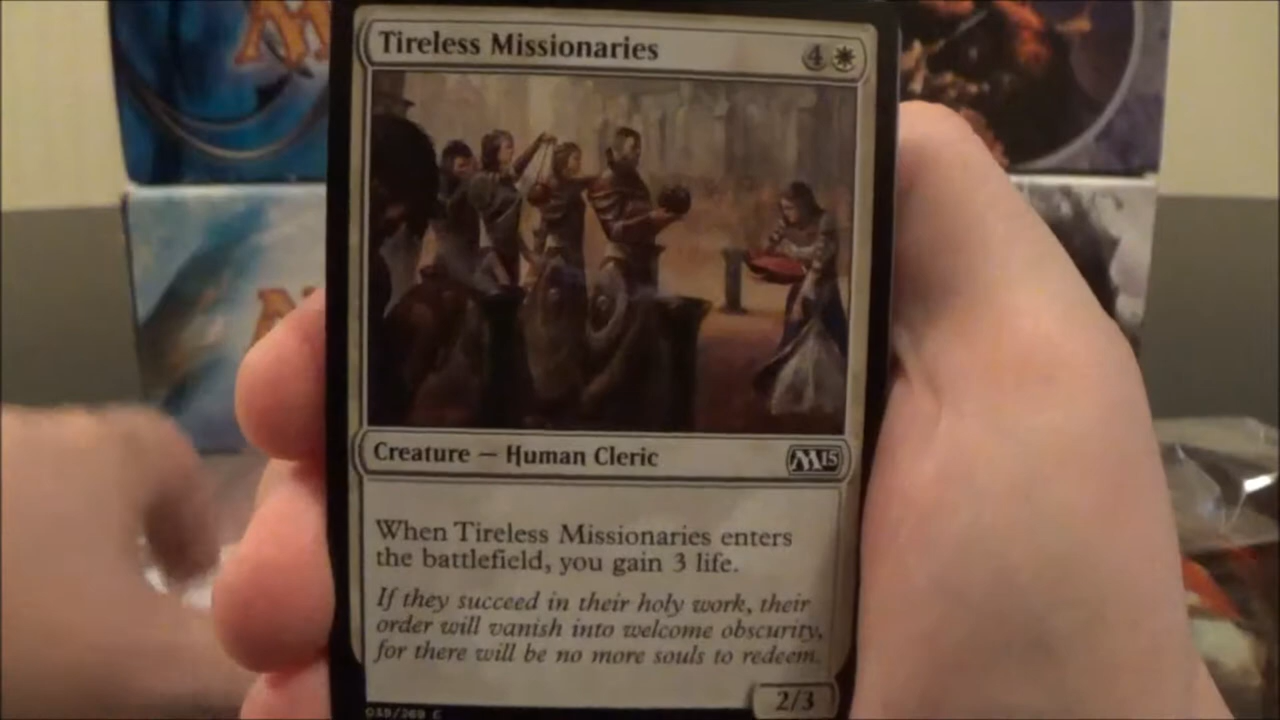 Tireless Missionaries 4
Creature — Human Cleric M15
When Tireless Missionaries enters
the battlefield, you gain 3 life.
If they succeed in their holy work, their
order will vanish into welcome obscurity,
for there will be no more souls to redeem.
2/3